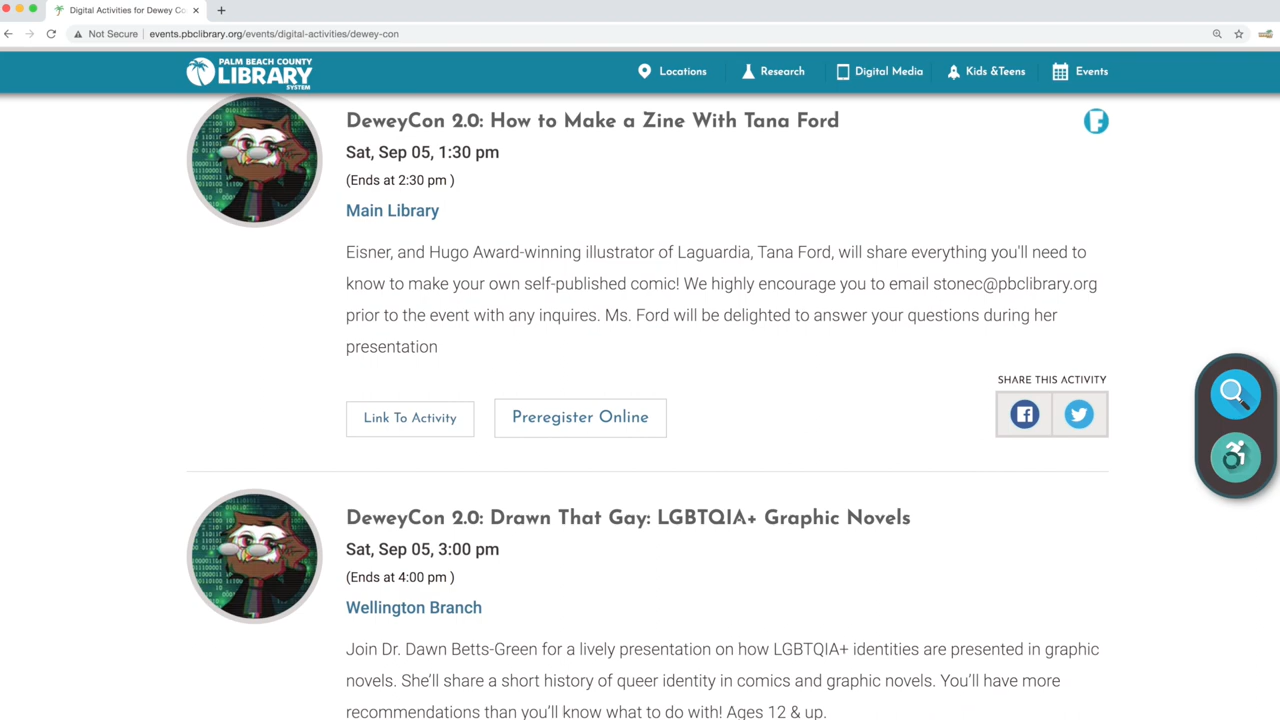 Digital Activities for Dewey Co
Not Secure
events.pbclibrary.org/events/digital-activities/dewey-con
PALM BEACH COUNTY
LIBRARY
SYSTEM
Locations
Research
Digital Media
Kids &Teens
Events
DeweyCon 2.0: How to Make a Zine With Tana Ford
Sat, Sep 05, 1:30 pm
(Ends at 2:30 pm )
Main Library
Eisner, and Hugo Award-winning illustrator of Laguardia, Tana Ford, will share everything you'll need to
know to make your own self-published comic! We highly encourage you to email stonec@pbclibrary.org
prior to the event with any inquires. Ms. Ford will be delighted to answer your questions during her
presentation
SHARE THIS ACTIVITY
Link To Activity
Preregister Online
DeweyCon 2.0: Drawn That Gay: LGBTQIA+ Graphic Novels
Sat, Sep 05, 3:00 pm
(Ends at 4:00 pm )
Wellington Branch
Join Dr. Dawn Betts-Green for a lively presentation on how LGBTQIA+ identities are presented in graphic
novels. She'll share a short history of queer identity in comics and graphic novels. You'll have more
recommendations than you'll know what to do with! Ages 12 & up.